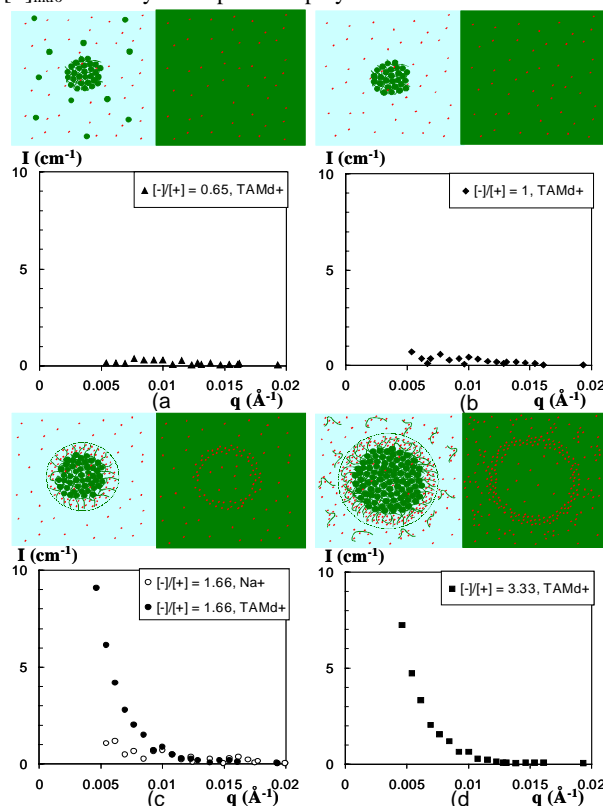 I (cm-1)
I (cm-1)
▲ [-]/[+] = 0.65, TAMd+
◆ [-]/[+] = 1, TAMd+
10
10
5
5
0
0
0 0.005 0.01 0.015 0.02
0 0.005 0.01 0.015 0.02
(a q (Å-1)
(b q (Å-1)
I (cm-1)
I (cm-1)
○ [-]/[+] = 1.66, Na+
● [-]/[+] = 1.66, TAMd+
■ [-]/[+] = 3.33, TAMd+
10
10
5
5
0
0
0 0.005 0.01 0.015 0.02
0 0.005 0.01 0.015 0.02
(c q (Å-1)
(d q (Å-1)